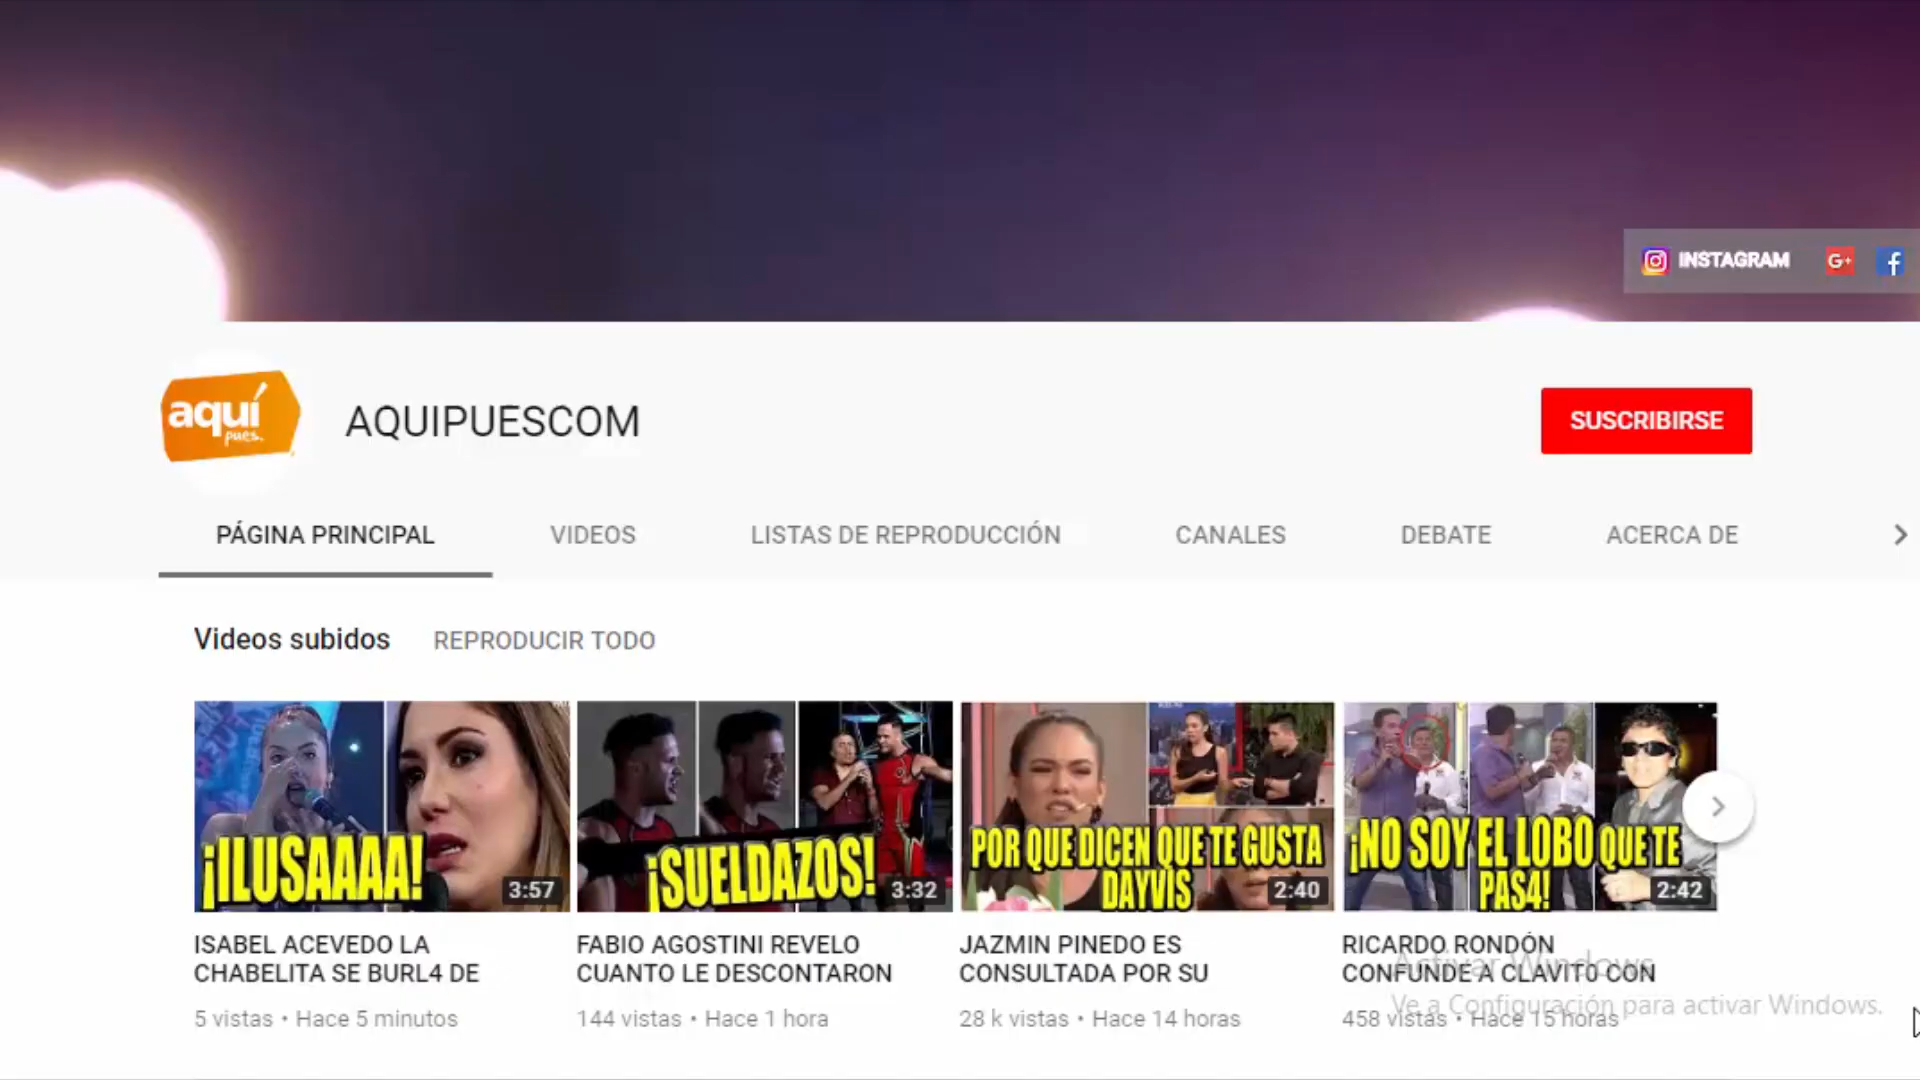 INSTAGRAM
G+
f
aquí
pues.
AQUIPUESCOM
SUSCRIBIRSE
PÁGINA PRINCIPAL
VIDEOS
LISTAS DE REPRODUCCIÓN
CANALES
DEBATE
ACERCA DE
Videos subidos
REPRODUCIR TODO
¡ILUSAAAA!
3:57
¡SUELDAZOS!
3:32
POR QUE DICEN QUE TE GUSTA
DAYVIS
2:40
¡NO SOY EL LOBO QUE TE
PAS4!
2:42
ISABEL ACEVEDO LA
CHABELITA SE BURL4 DE
5 vistas • Hace 5 minutos
FABIO AGOSTINI REVELO
CUANTO LE DESCONTARON
144 vistas • Hace 1 hora
JAZMIN PINEDO ES
CONSULTADA POR SU
28 k vistas • Hace 14 horas
RICARDO RONDÓN
CONFUNDE A CLAVIT0 CON
458 vistas • Hace 15 horas
Activar Windows
Ve a Configuración para activar Windows.